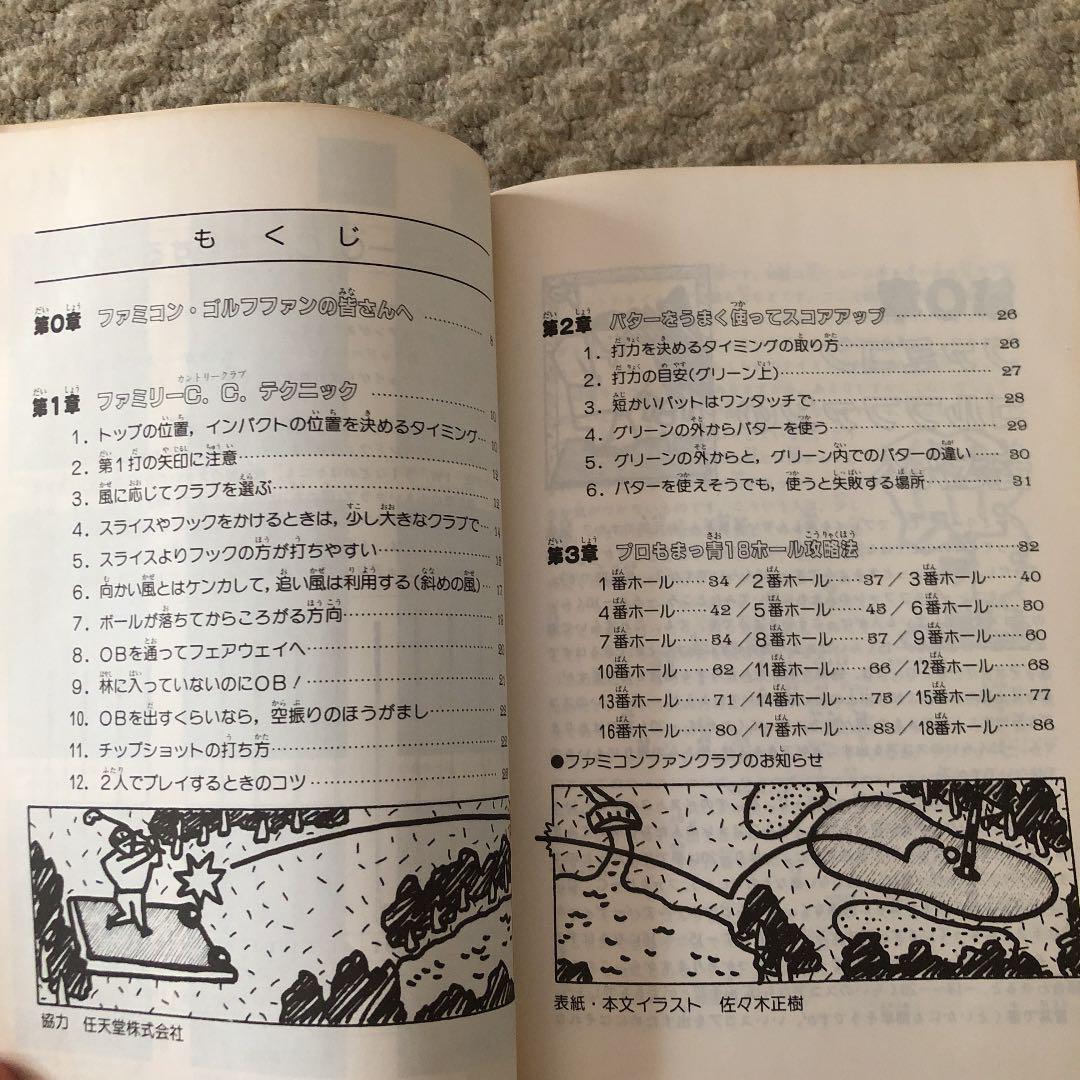 もくじ
第0章 ファミコン・ゴルフファンの皆さんへ……………6
第1章 ファミリーC.C.テクニック……………10
1. トップの位置，インパクトの位置を決めるタイミング…10
2. 第1打の矢印に注意……………12
3. 風に応じてクラブを選ぶ……………13
4. スライスやフックをかけるときは，少し大きなクラブで…14
5. スライスよりフックの方が打ちやすい……………16
6. 向かい風とはケンカして，追い風は利用する(斜めの風)…17
7. ボールが落ちてからころがる方向……………19
8. OBを通ってフェアウェイへ……………20
9. 林に入っていないのにOB！……………21
10. OBを出すくらいなら，空振りのほうがまし……………22
11. チップショットの打ち方……………22
12. 2人でプレイするときのコツ……………
協力 任天堂株式会社
第2章 パターをうまく使ってスコアアップ……………26
1. 打力を決めるタイミングの取り方……………26
2. 打力の目安(グリーン上)……………27
3. 短かいパットはワンタッチで……………28
4. グリーンの外からパターを使う……………29
5. グリーンの外からと，グリーン内でのパターの違い……30
6. パターを使えそうでも，使うと失敗する場所……………31
第3章 プロもまっ青18ホール攻略法……………32
1番ホール……34／2番ホール……37／3番ホール……40
4番ホール……42／5番ホール……45／6番ホール……50
7番ホール……54／8番ホール……57／9番ホール……60
10番ホール……62／11番ホール……66／12番ホール……68
13番ホール……71／14番ホール……75／15番ホール……77
16番ホール……80／17番ホール……83／18番ホール……86
●ファミコンファンクラブのお知らせ
表紙・本文イラスト 佐々木正樹